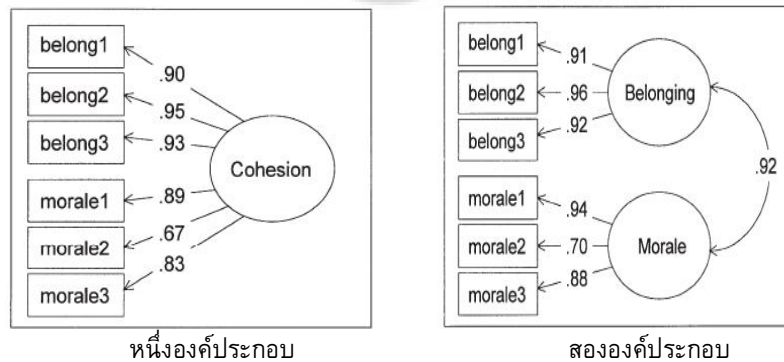 belong1
.90
belong2
.95
belong3
.93
Cohesion
morale1
.89
morale2
.67
morale3
.83
หนึ่งองค์ประกอบ
belong1
.91
belong2
.96
Belonging
belong3
.92
.92
morale1
.94
morale2
.70
Morale
morale3
.88
สององค์ประกอบ